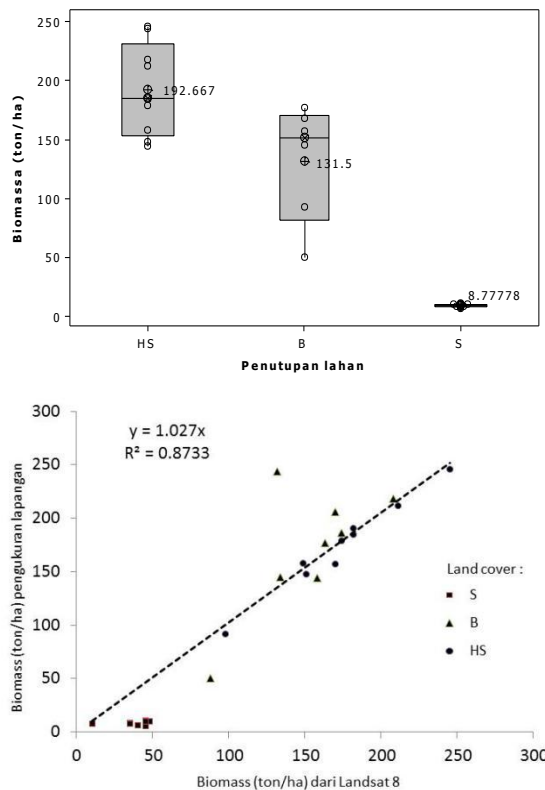 250
200
150
100
50
0
Biomassa (ton/ha)
192.667
131.5
8.77778
HS B S
Penutupan lahan
300
250
200
150
100
50
0
Biomass (ton/ha) pengukuran lapangan
y = 1.027x
R² = 0.8733
Land cover :
S
B
HS
0 50 100 150 200 250 300
Biomass (ton/ha) dari Landsat 8